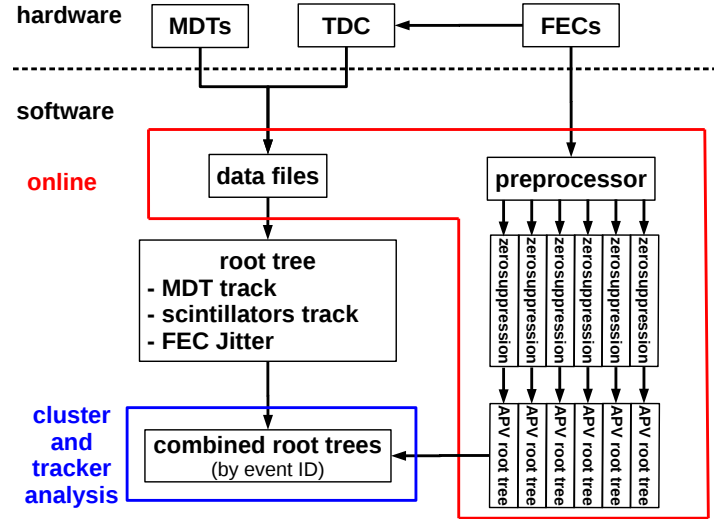 hardware
MDTs
TDC
FECs
software
online
data files
preprocessor
zerosuppression
zerosuppression
zerosuppression
zerosuppression
zerosuppression
zerosuppression
root tree
- MDT track
- scintillators track
- FEC Jitter
cluster
and
tracker
analysis
combined root trees
(by event ID)
APV root tree
APV root tree
APV root tree
APV root tree
APV root tree
APV root tree